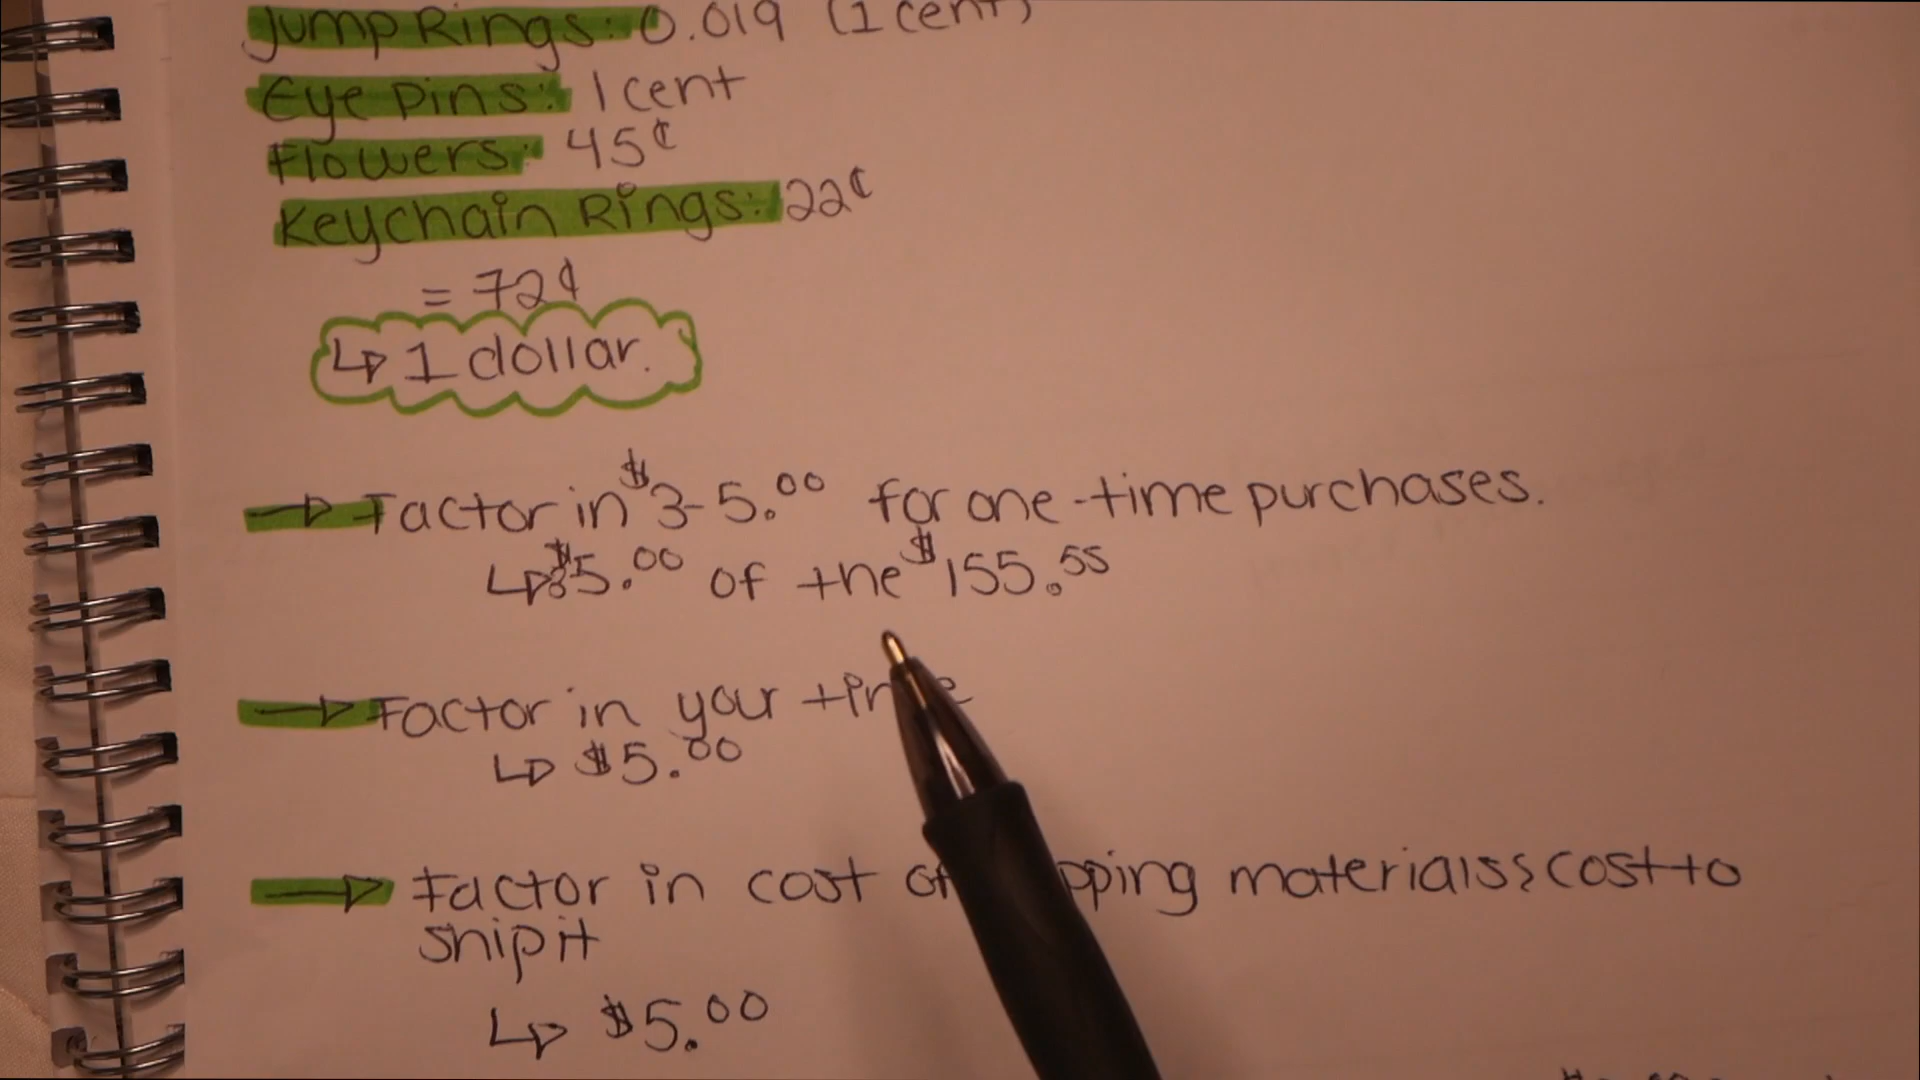 Jump Rings: 0.019 (1 cent)
Eye pins: 1 cent
Flowers: 45¢
Keychain Rings: 22¢
= 72¢
↳ 1 dollar.
→ Factor in $3-5.00 for one-time purchases.
↳ $5.00 of the $155.55
→ Factor in your time
↳ $5.00
→ Factor in cost of materials & cost to
ship it
↳ $5.00